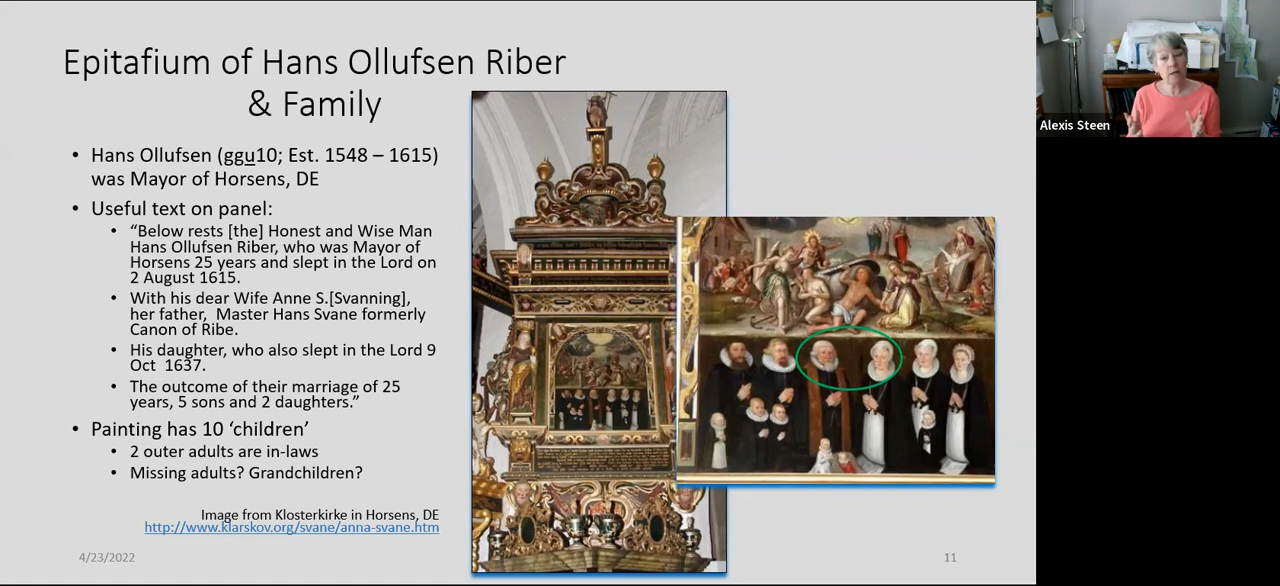 Epitafium of Hans Ollufsen Riber
& Family
• Hans Ollufsen (ggu10; Est. 1548 – 1615)
was Mayor of Horsens, DE
• Useful text on panel:
• “Below rests [the] Honest and Wise Man
Hans Ollufsen Riber, who was Mayor of
Horsens 25 years and slept in the Lord on
2 August 1615.
• With his dear Wife Anne S.[Svanning],
her father, Master Hans Svane formerly
Canon of Ribe.
• His daughter, who also slept in the Lord 9
Oct 1637.
• The outcome of their marriage of 25
years, 5 sons and 2 daughters.”
• Painting has 10 ‘children’
• 2 outer adults are in-laws
• Missing adults? Grandchildren?
Image from Klosterkirke in Horsens, DE
http://www.klarskov.org/svane/anna-svane.htm
4/23/2022
11
Alexis Steen